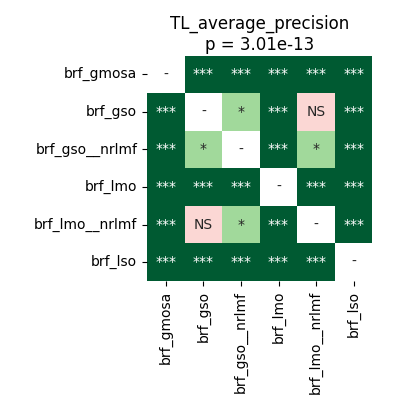 TL_average_precision
p = 3.01e-13
brf_gmosa - *** *** *** *** ***
brf_gso *** - * *** NS ***
brf_gso__nrlmf *** * - *** * ***
brf_lmo *** *** *** - *** ***
brf_lmo__nrlmf *** NS * *** - ***
brf_lso *** *** *** *** *** -
brf_gmosa
brf_gso
brf_gso__nrlmf
brf_lmo
brf_lmo__nrlmf
brf_lso